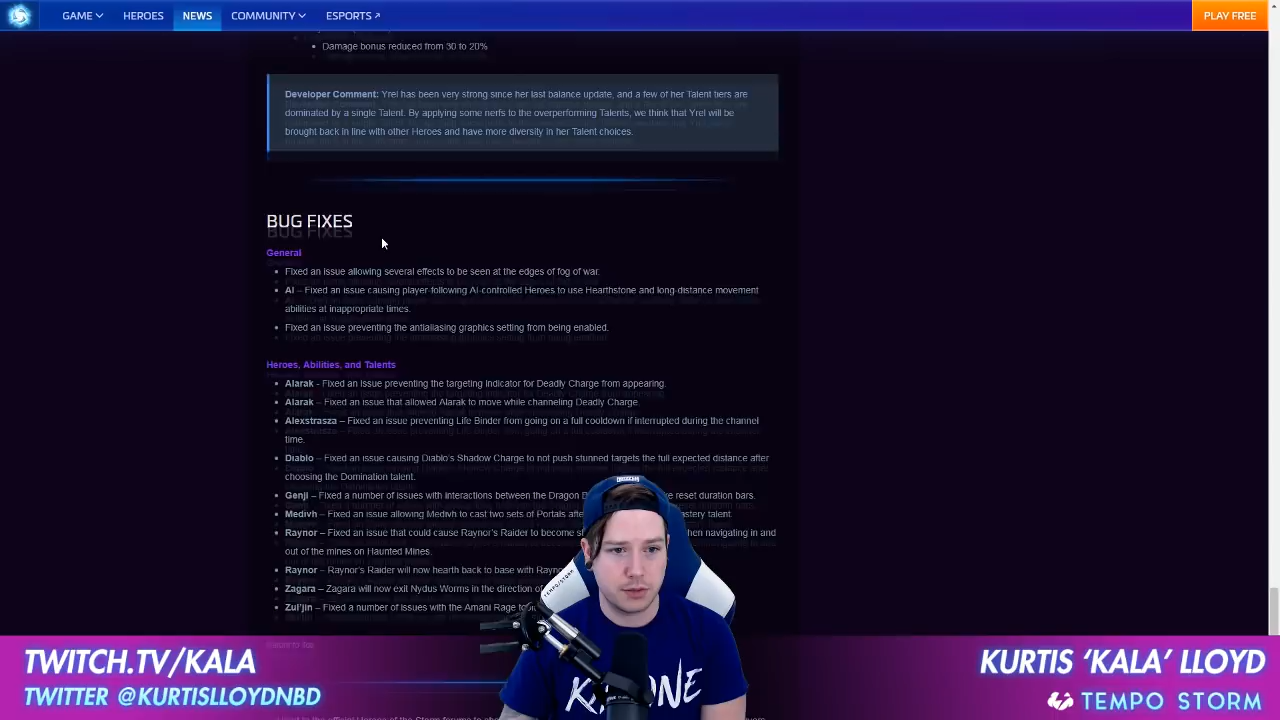 GAME HEROES NEWS COMMUNITY ESPORTS PLAY FREE
Damage bonus reduced from 30 to 20%
Developer Comment: Yrel has been very strong since her last balance update, and a few of her Talent tiers are
dominated by a single Talent. By applying some nerfs to the overperforming Talents, we think that Yrel will be
brought back in line with other Heroes and have more diversity in her Talent choices.
BUG FIXES
General
Fixed an issue allowing several effects to be seen at the edges of fog of war.
AI – Fixed an issue causing player-following AI-controlled Heroes to use Hearthstone and long-distance movement
abilities at inappropriate times.
Fixed an issue preventing the antialiasing graphics setting from being enabled.
Heroes, Abilities, and Talents
Alarak - Fixed an issue preventing the targeting indicator for Deadly Charge from appearing.
Alarak – Fixed an issue that allowed Alarak to move while channeling Deadly Charge.
Alexstrasza – Fixed an issue preventing Life Binder from going on a full cooldown if interrupted during the channel
time.
Diablo – Fixed an issue causing Diablo's Shadow Charge to not push stunned targets the full expected distance after
choosing the Domination talent.
Genji – Fixed a number of issues with interactions between the Dragon reset duration bars.
Medivh – Fixed an issue allowing Medivh to cast two sets of Portals talent.
Raynor – Fixed an issue that could cause Raynor's Raider to become navigating in and
out of the mines on Haunted Mines.
Raynor – Raynor's Raider will now hearth back to base with
Zagara – Zagara will now exit Nydus Worms in the direction of
Zul'jin – Fixed a number of issues with the Amani Rage
TWITCH.TV/KALA
TWITTER @KURTISLLOYDNBD
KURTIS 'KALA' LLOYD
TEMPO STORM